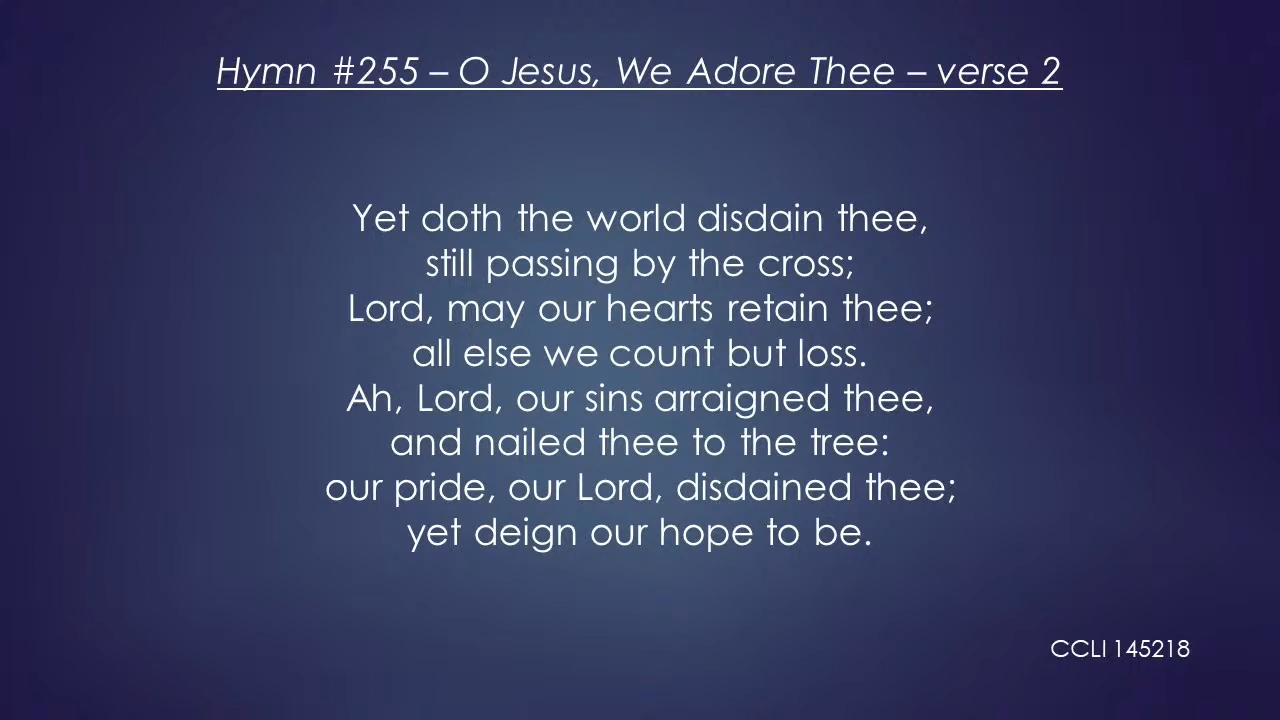 Hymn #255 – O Jesus, We Adore Thee – verse 2
Yet doth the world disdain thee,
still passing by the cross;
Lord, may our hearts retain thee;
all else we count but loss.
Ah, Lord, our sins arraigned thee,
and nailed thee to the tree:
our pride, our Lord, disdained thee;
yet deign our hope to be.
CCLI 145218